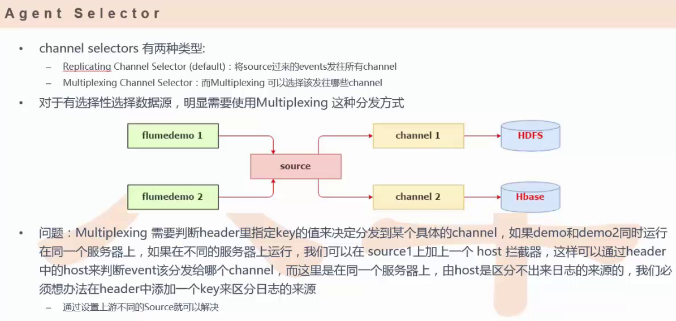 Agent Selector
• channel selectors 有两种类型:
– Replicating Channel Selector (default)：将source过来的events发往所有channel
– Multiplexing Channel Selector：而Multiplexing 可以选择该发往哪些channel
• 对于有选择性选择数据源，明显需要使用Multiplexing 这种分发方式
flumedemo 1
channel 1
HDFS
source
flumedemo 2
channel 2
Hbase
• 问题：Multiplexing 需要判断header里指定key的值来决定分发到某个具体的channel，如果demo和demo2同时运行
在同一个服务器上，如果在不同的服务器上运行，我们可以在 source1上加上一个 host 拦截器，这样可以通过header
中的host来判断event该分发给哪个channel，而这里是在同一个服务器上，由host是区分不出来日志的来源的，我们必
须想办法在header中添加一个key来区分日志的来源
– 通过设置上游不同的Source就可以解决